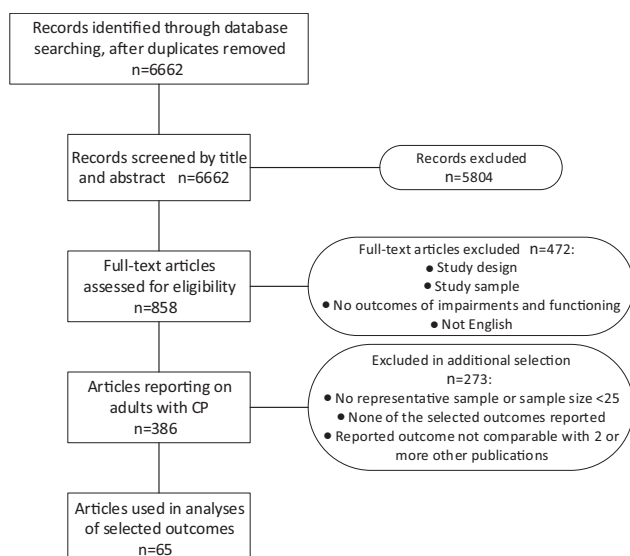 Records identified through database
searching, after duplicates removed
n=6662
Records screened by title
and abstract n=6662
Records excluded
n=5804
Full-text articles
assessed for eligibility
n=858
Full-text articles excluded n=472:
● Study design
● Study sample
● No outcomes of impairments and functioning
● Not English
Articles reporting on
adults with CP
n=386
Excluded in additional selection
n=273:
● No representative sample or sample size <25
● None of the selected outcomes reported
● Reported outcome not comparable with 2 or
more other publications
Articles used in analyses
of selected outcomes
n=65